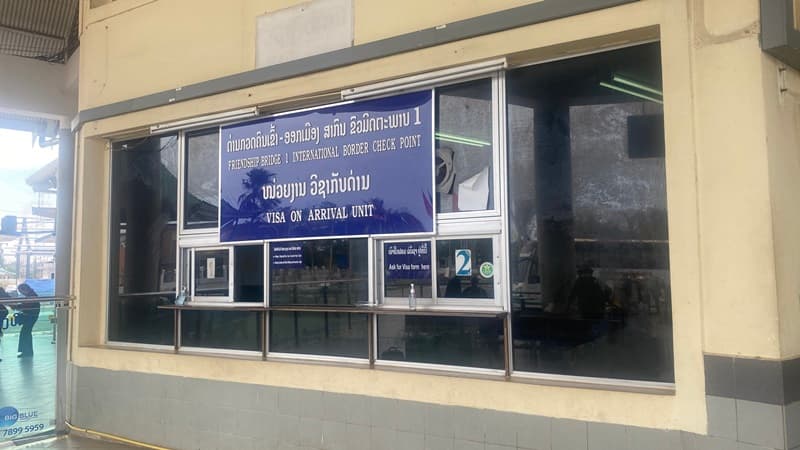 ດ່ານກວດຄົນເຂົ້າ-ອອກເມືອງ ສາກົນ ຂົວມິດຕະພາບ 1
FRIENDSHIP BRIDGE 1 INTERNATIONAL BORDER CHECK POINT
ໜ່ວຍງານ ວີຊາກັບດ່ານ
VISA ON ARRIVAL UNIT
Ask for Visa form here
2
BIG BLUE
7899 5959